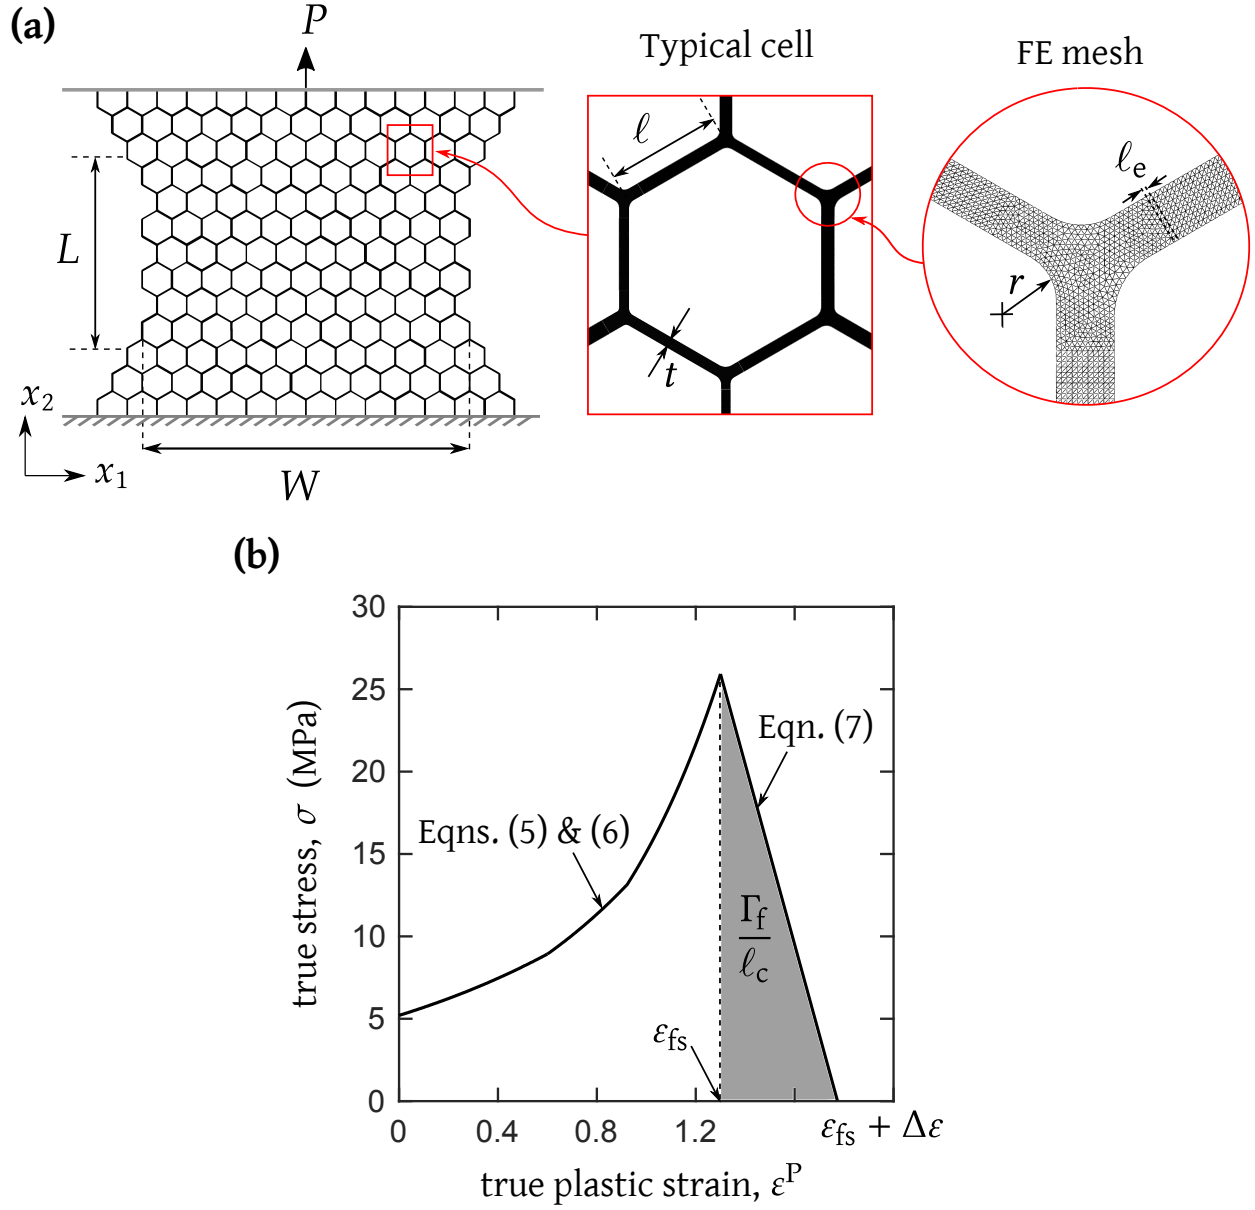 (a)
P
Typical cell
FE mesh
ℓ
ℓe
L
r
t
x2
x1
W
(b)
30
25
20
15
10
5
0
true stress, σ (MPa)
Eqn. (7)
Eqns. (5) & (6)
Γf
ℓc
εfs
0
0.4
0.8
1.2
εfs + Δε
true plastic strain, εP